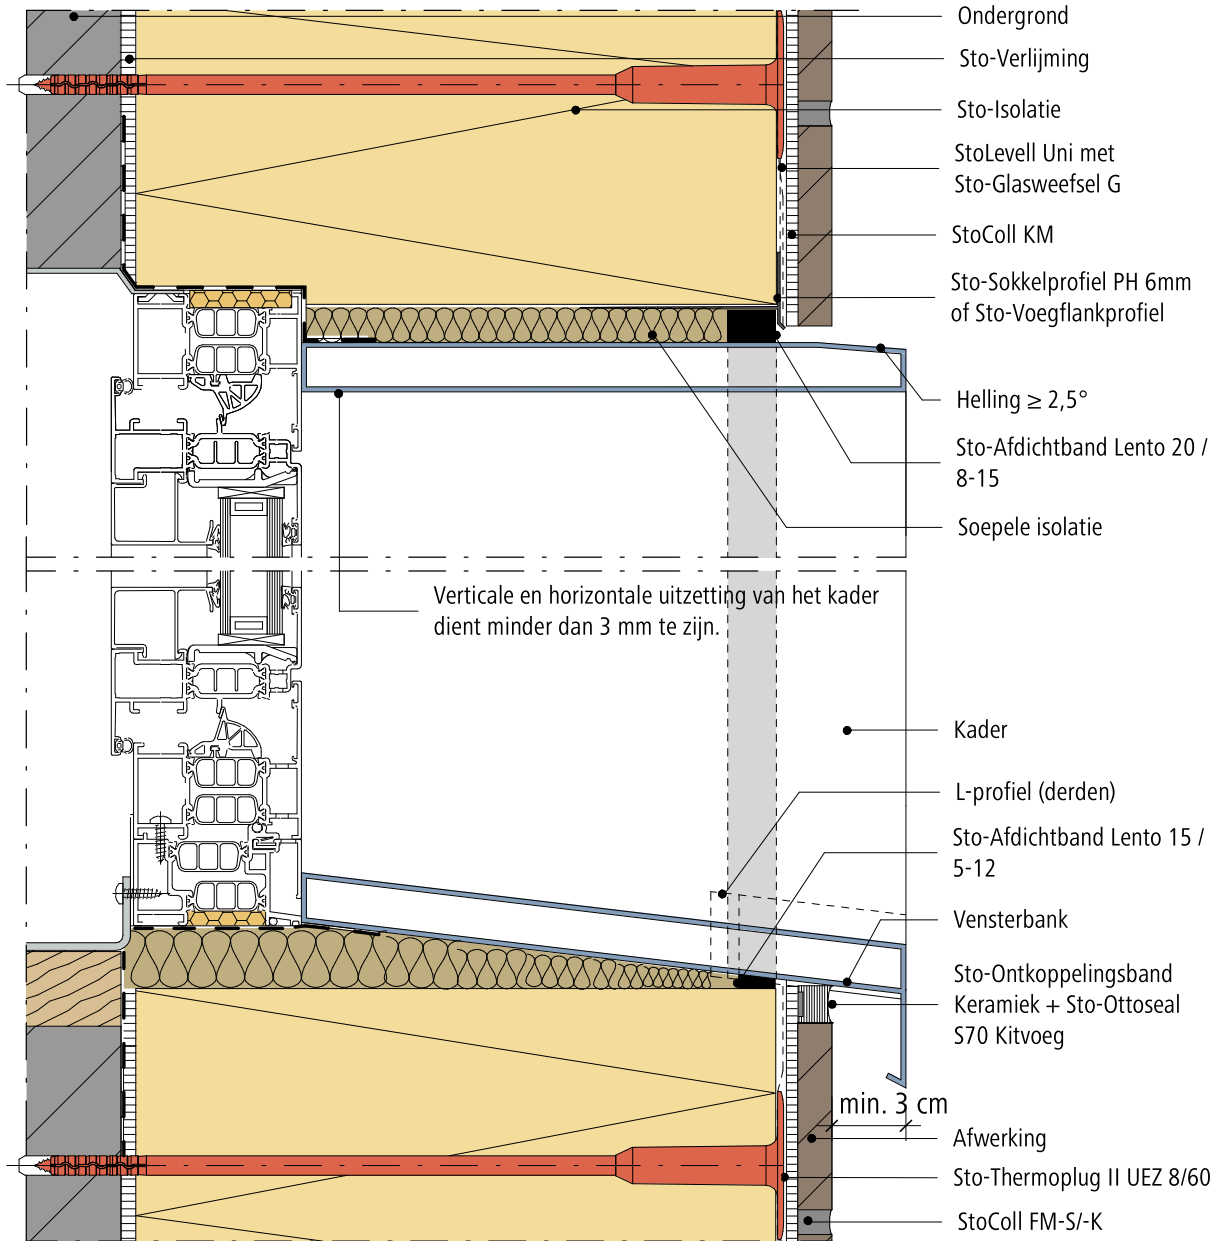 Ondergrond
Sto-Verlijming
Sto-Isolatie
StoLevell Uni met
Sto-Glasweefsel G
StoColl KM
Sto-Sokkelprofiel PH 6mm
of Sto-Voegflankprofiel
Helling ≥ 2,5°
Sto-Afdichtband Lento 20 /
8-15
Soepele isolatie
Verticale en horizontale uitzetting van het kader
dient minder dan 3 mm te zijn.
Kader
L-profiel (derden)
Sto-Afdichtband Lento 15 /
5-12
Vensterbank
Sto-Ontkoppelingsband
Keramiek + Sto-Ottoseal
S70 Kitvoeg
min. 3 cm
Afwerking
Sto-Thermoplug II UEZ 8/60
StoColl FM-S/-K